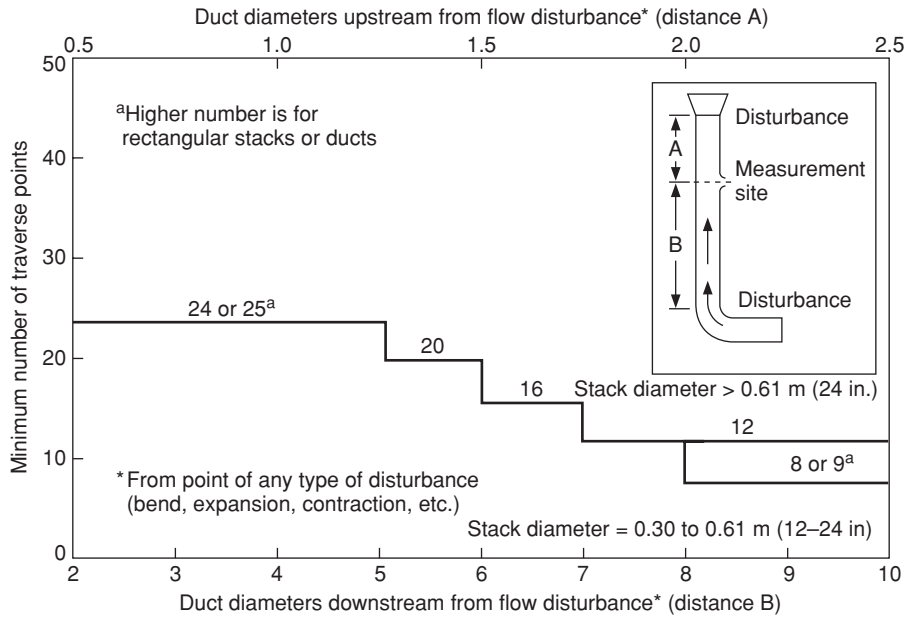 Duct diameters upstream from flow disturbance* (distance A)
0.5 1.0 1.5 2.0 2.5
50
40
30
20
10
0
Minimum number of traverse points
aHigher number is for
rectangular stacks or ducts
Disturbance
A
Measurement
site
B
Disturbance
24 or 25a
20
16
Stack diameter > 0.61 m (24 in.)
12
8 or 9a
*From point of any type of disturbance
(bend, expansion, contraction, etc.)
Stack diameter = 0.30 to 0.61 m (12–24 in)
2 3 4 5 6 7 8 9 10
Duct diameters downstream from flow disturbance* (distance B)